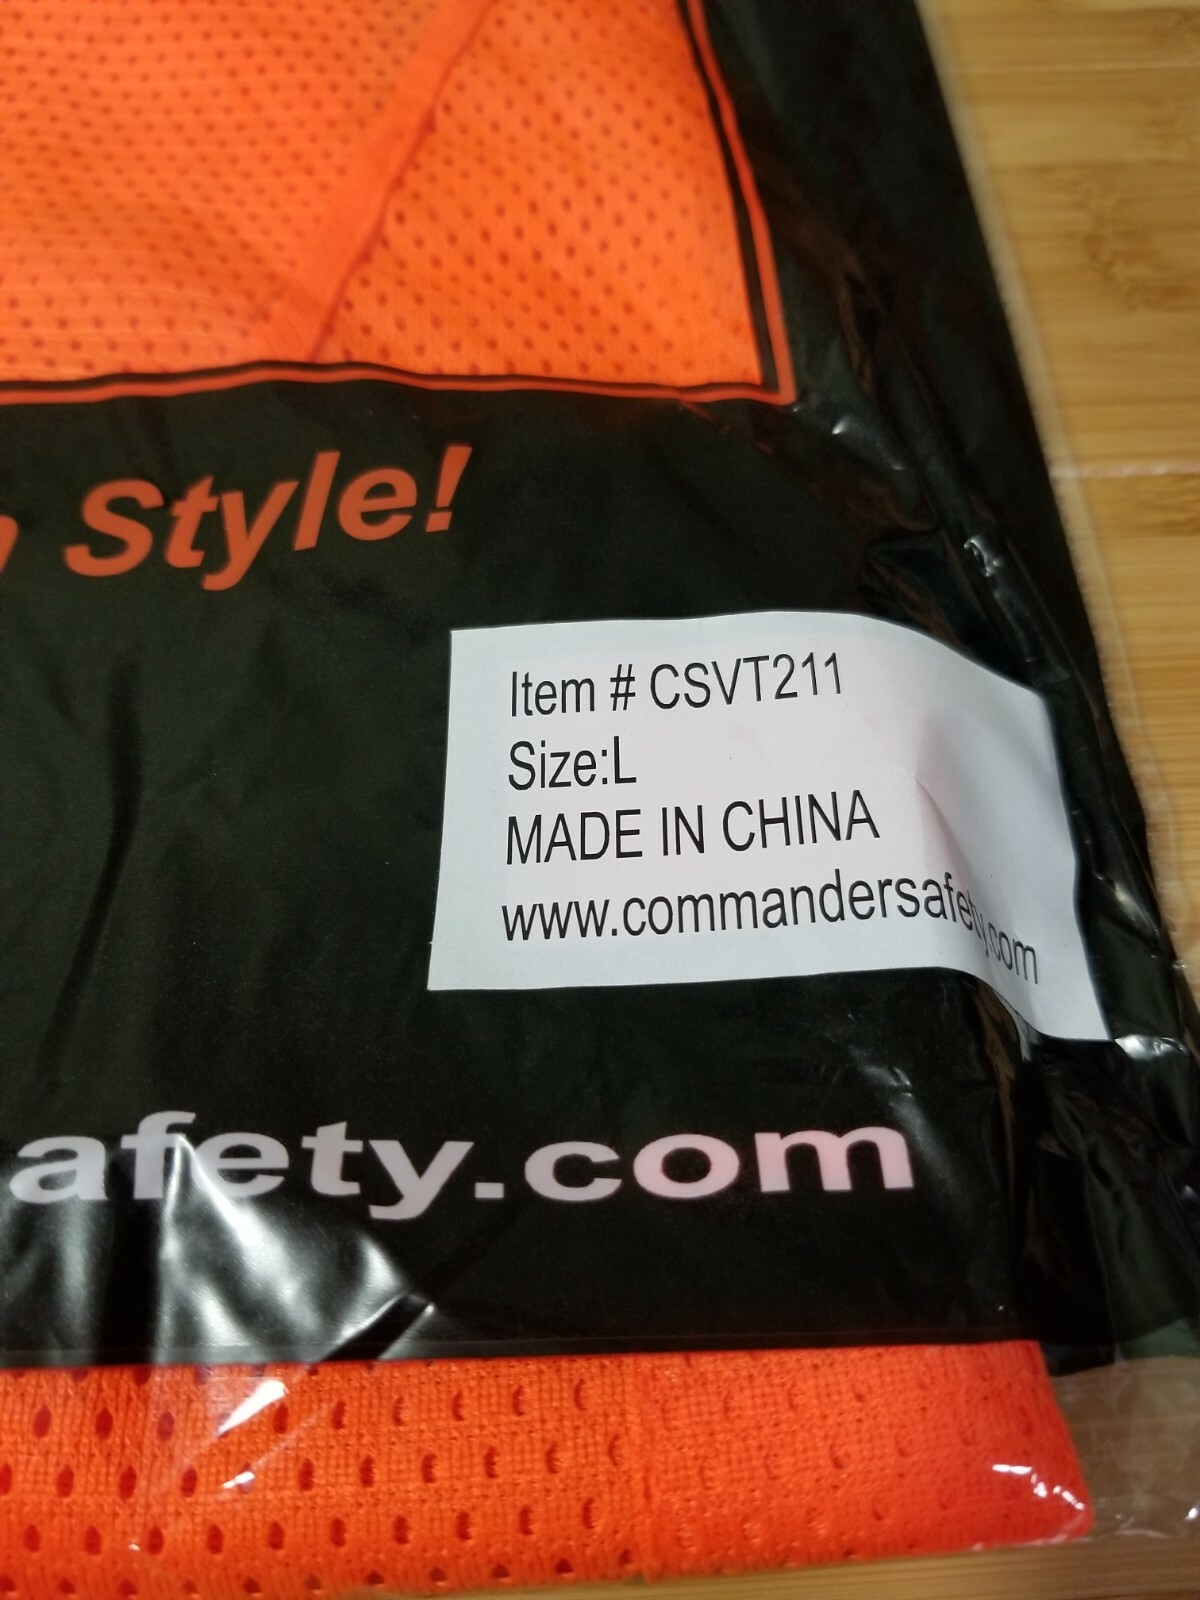 Style!
Item # CSVT211
Size:L
MADE IN CHINA
www.commandersafety.com
afety.com